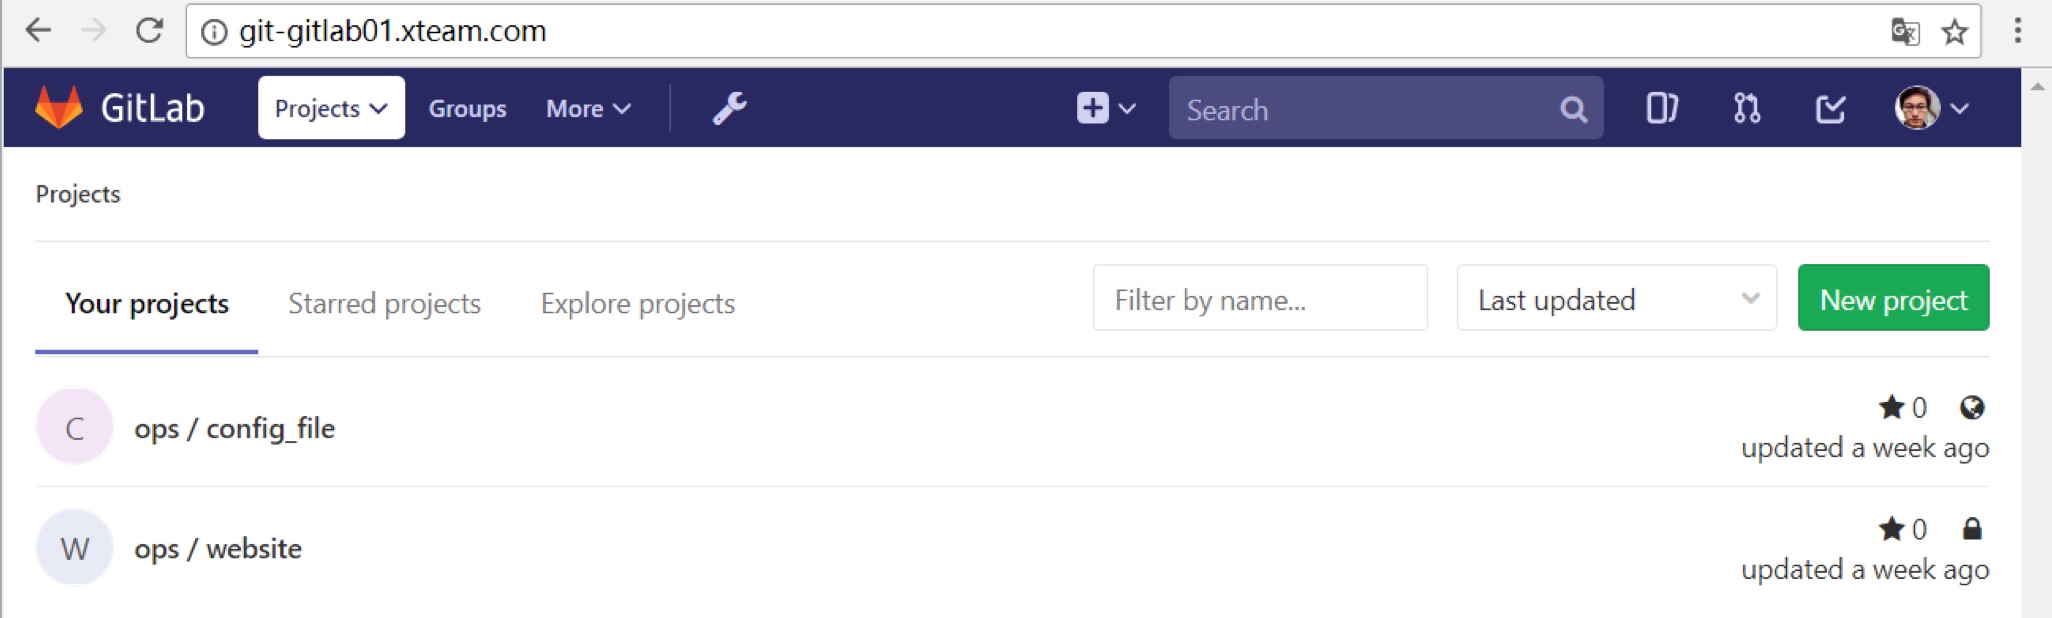 git-gitlab01.xteam.com
GitLab Projects Groups More Search
Projects
Your projects Starred projects Explore projects Filter by name... Last updated New project
C ops / config_file 0
updated a week ago
W ops / website 0
updated a week ago